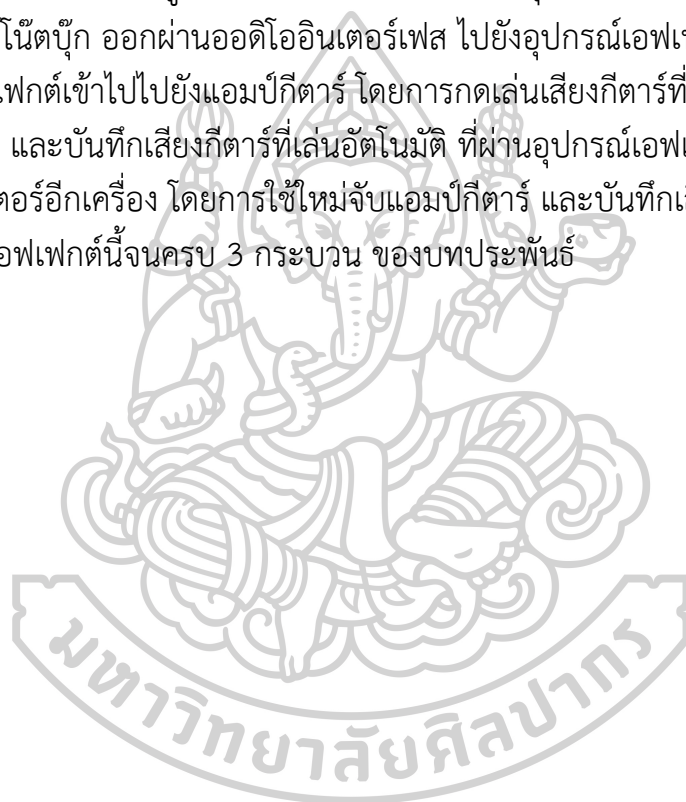 โน๊ตบุ๊ก ออกผ่านออดิโออินเตอร์เฟส ไปยังอุปกรณ์เอฟเ
ฟกต์เข้าไปไปยังแอมป์กีตาร์ โดยการกดเล่นเสียงกีตาร์ที่
และบันทึกเสียงกีตาร์ที่เล่นอัตโนมัติ ที่ผ่านอุปกรณ์เอฟเ
ตอร์อีกเครื่อง โดยการใช้ใหม่จับแอมป์กีตาร์ และบันทึกเ
อฟเฟกต์นี้จนครบ 3 กระบวน ของบทประพันธ์
มหาวิทยาลัยศิลปากร